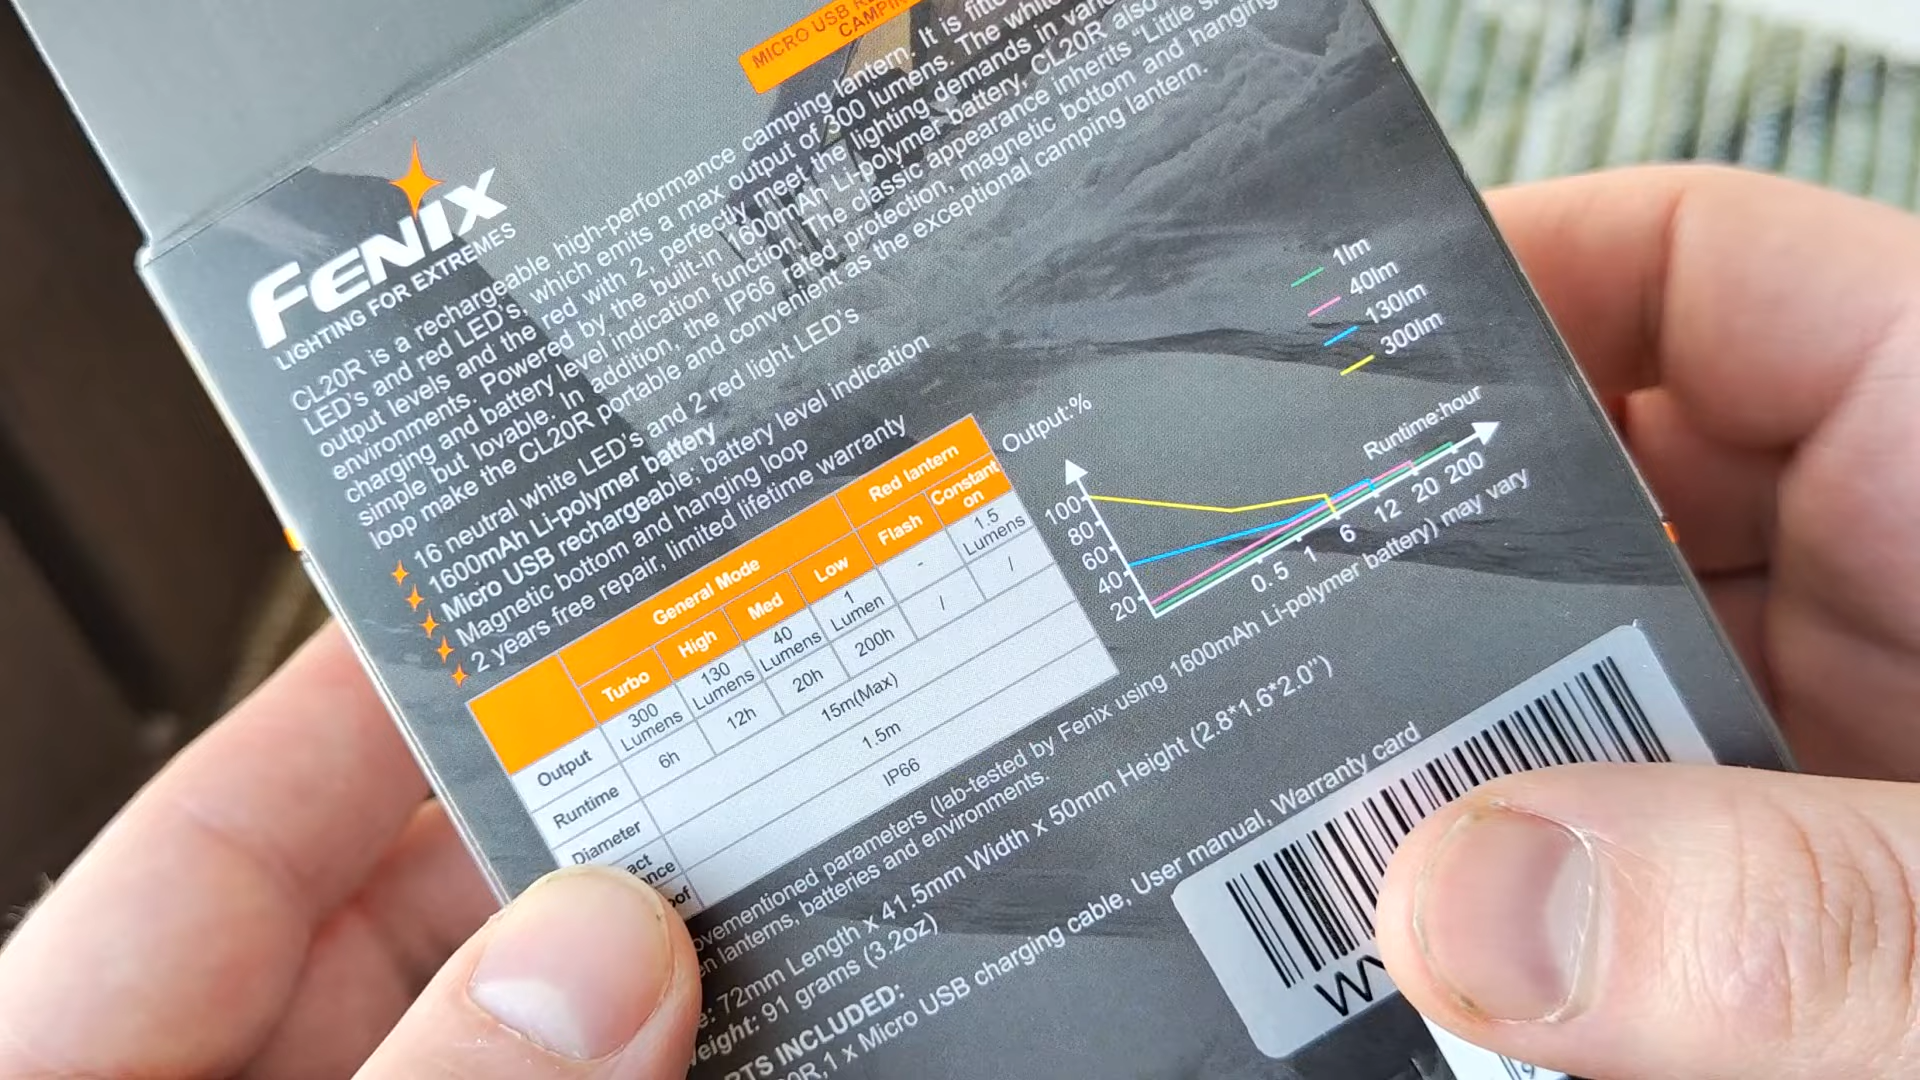 MICRO USB
CAMPIN
FENIX
LIGHTING FOR EXTREMES
CL20R is a rechargeable high-performance camping lantern. It is fitte
LED's and red LED's, which emits a max output of 300 lumens. The white
output levels and the red with 2, perfectly meet the lighting demands in vario
environments. Powered by the built-in 1600mAh Li-polymer battery, CL20R also
charging and battery level indication function. The classic appearance inherits "Little
simple, but lovable. In addition, the IP66 rated protection, magnetic bottom and hanging
loop make the CL20R portable and convenient as the exceptional camping lantern.
16 neutral white LED's and 2 red light LED's
1600mAh Li-polymer battery
Micro USB rechargeable; battery level indication
Magnetic bottom and hanging loop
2 years free repair, limited lifetime warranty
General Mode Red lantern
Turbo High Med Low Flash Constant on
Output 300 Lumens 130 Lumens 40 Lumens 1 Lumen - 1.5 Lumens
Runtime 6h 12h 20h 200h / /
Diameter 15m(Max)
act
nce 1.5m
oof IP66
1lm
40lm
130lm
300lm
Output:%
Runtime:hour
100
80
60
40
20
0.5 1 6 12 20 200
ovementioned parameters (lab-tested by Fenix using 1600mAh Li-polymer battery) may vary
en lanterns, batteries and environments.
e: 72mm Length x 41.5mm Width x 50mm Height (2.8*1.6*2.0")
eight: 91 grams (3.2oz)
RTS INCLUDED:
0R,1 x Micro USB charging cable, User manual, Warranty card